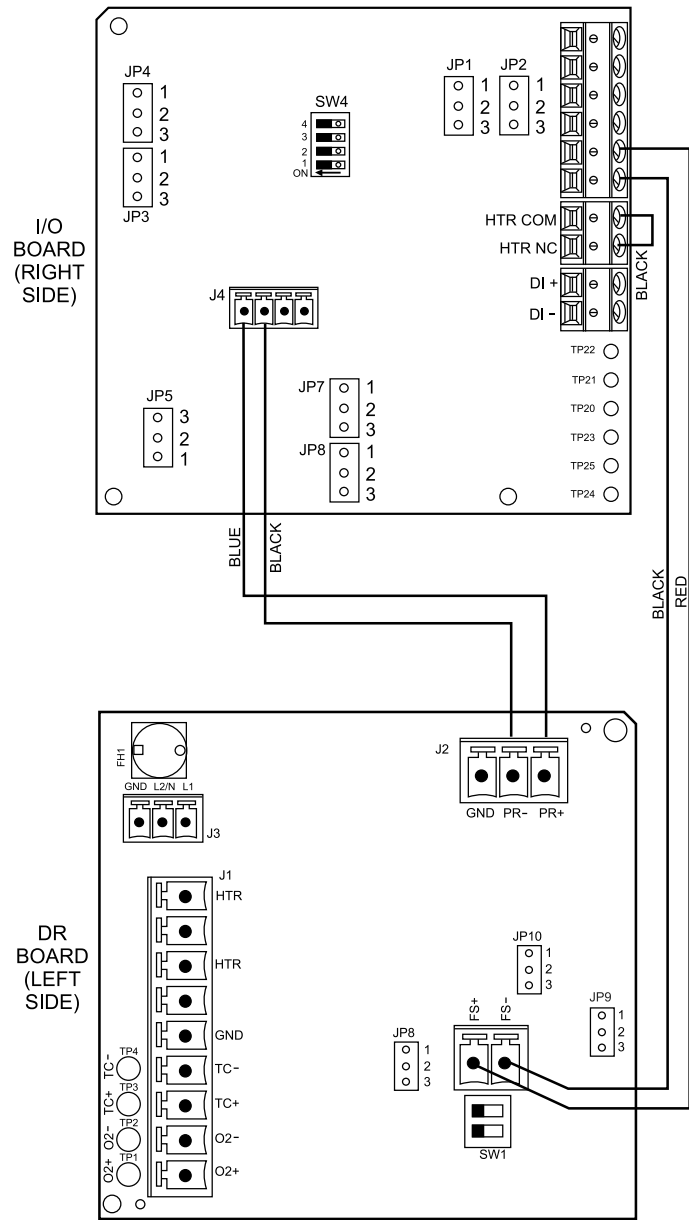 JP4
1
2
3
1
2
3
JP3
SW4
4
3
2
1
ON
JP1
1
2
3
JP2
1
2
3
I/O
BOARD
(RIGHT
SIDE)
HTR COM
HTR NC
DI +
DI -
BLACK
J4
TP22
TP21
TP20
TP23
TP25
TP24
JP5
3
2
1
JP7
1
2
3
JP8
1
2
3
BLUE
BLACK
BLACK
RED
FH1
GND L2/N L1
J3
J2
GND PR- PR+
DR
BOARD
(LEFT
SIDE)
J1
HTR
HTR
GND
TC-
TC+
O2-
O2+
TC- TP4
TC+ TP3
O2- TP2
O2+ TP1
JP10
1
2
3
JP9
1
2
3
JP8
1
2
3
FS+
FS-
SW1